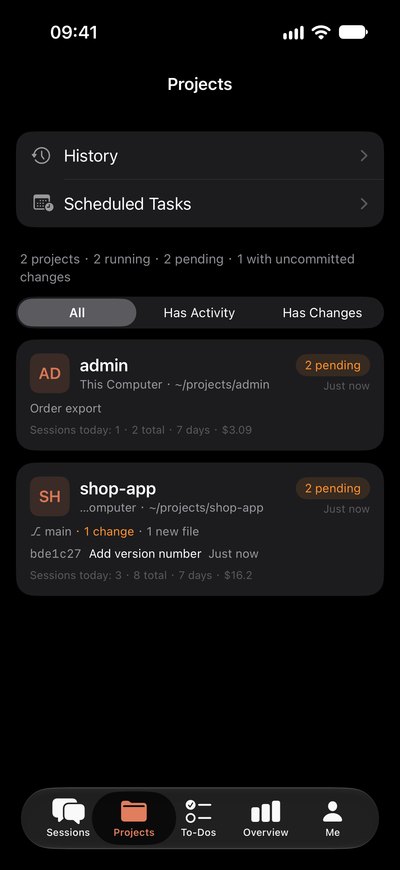 09:41
Projects
History
Scheduled Tasks
2 projects · 2 running · 2 pending · 1 with uncommitted
changes
All
Has Activity
Has Changes
AD
admin
2 pending
This Computer · ~/projects/admin
Just now
Order export
Sessions today: 1 · 2 total · 7 days · $3.09
SH
shop-app
2 pending
...omputer · ~/projects/shop-app
Just now
main · 1 change · 1 new file
bde1c27 Add version number Just now
Sessions today: 3 · 8 total · 7 days · $16.2
Sessions
Projects
To-Dos
Overview
Me